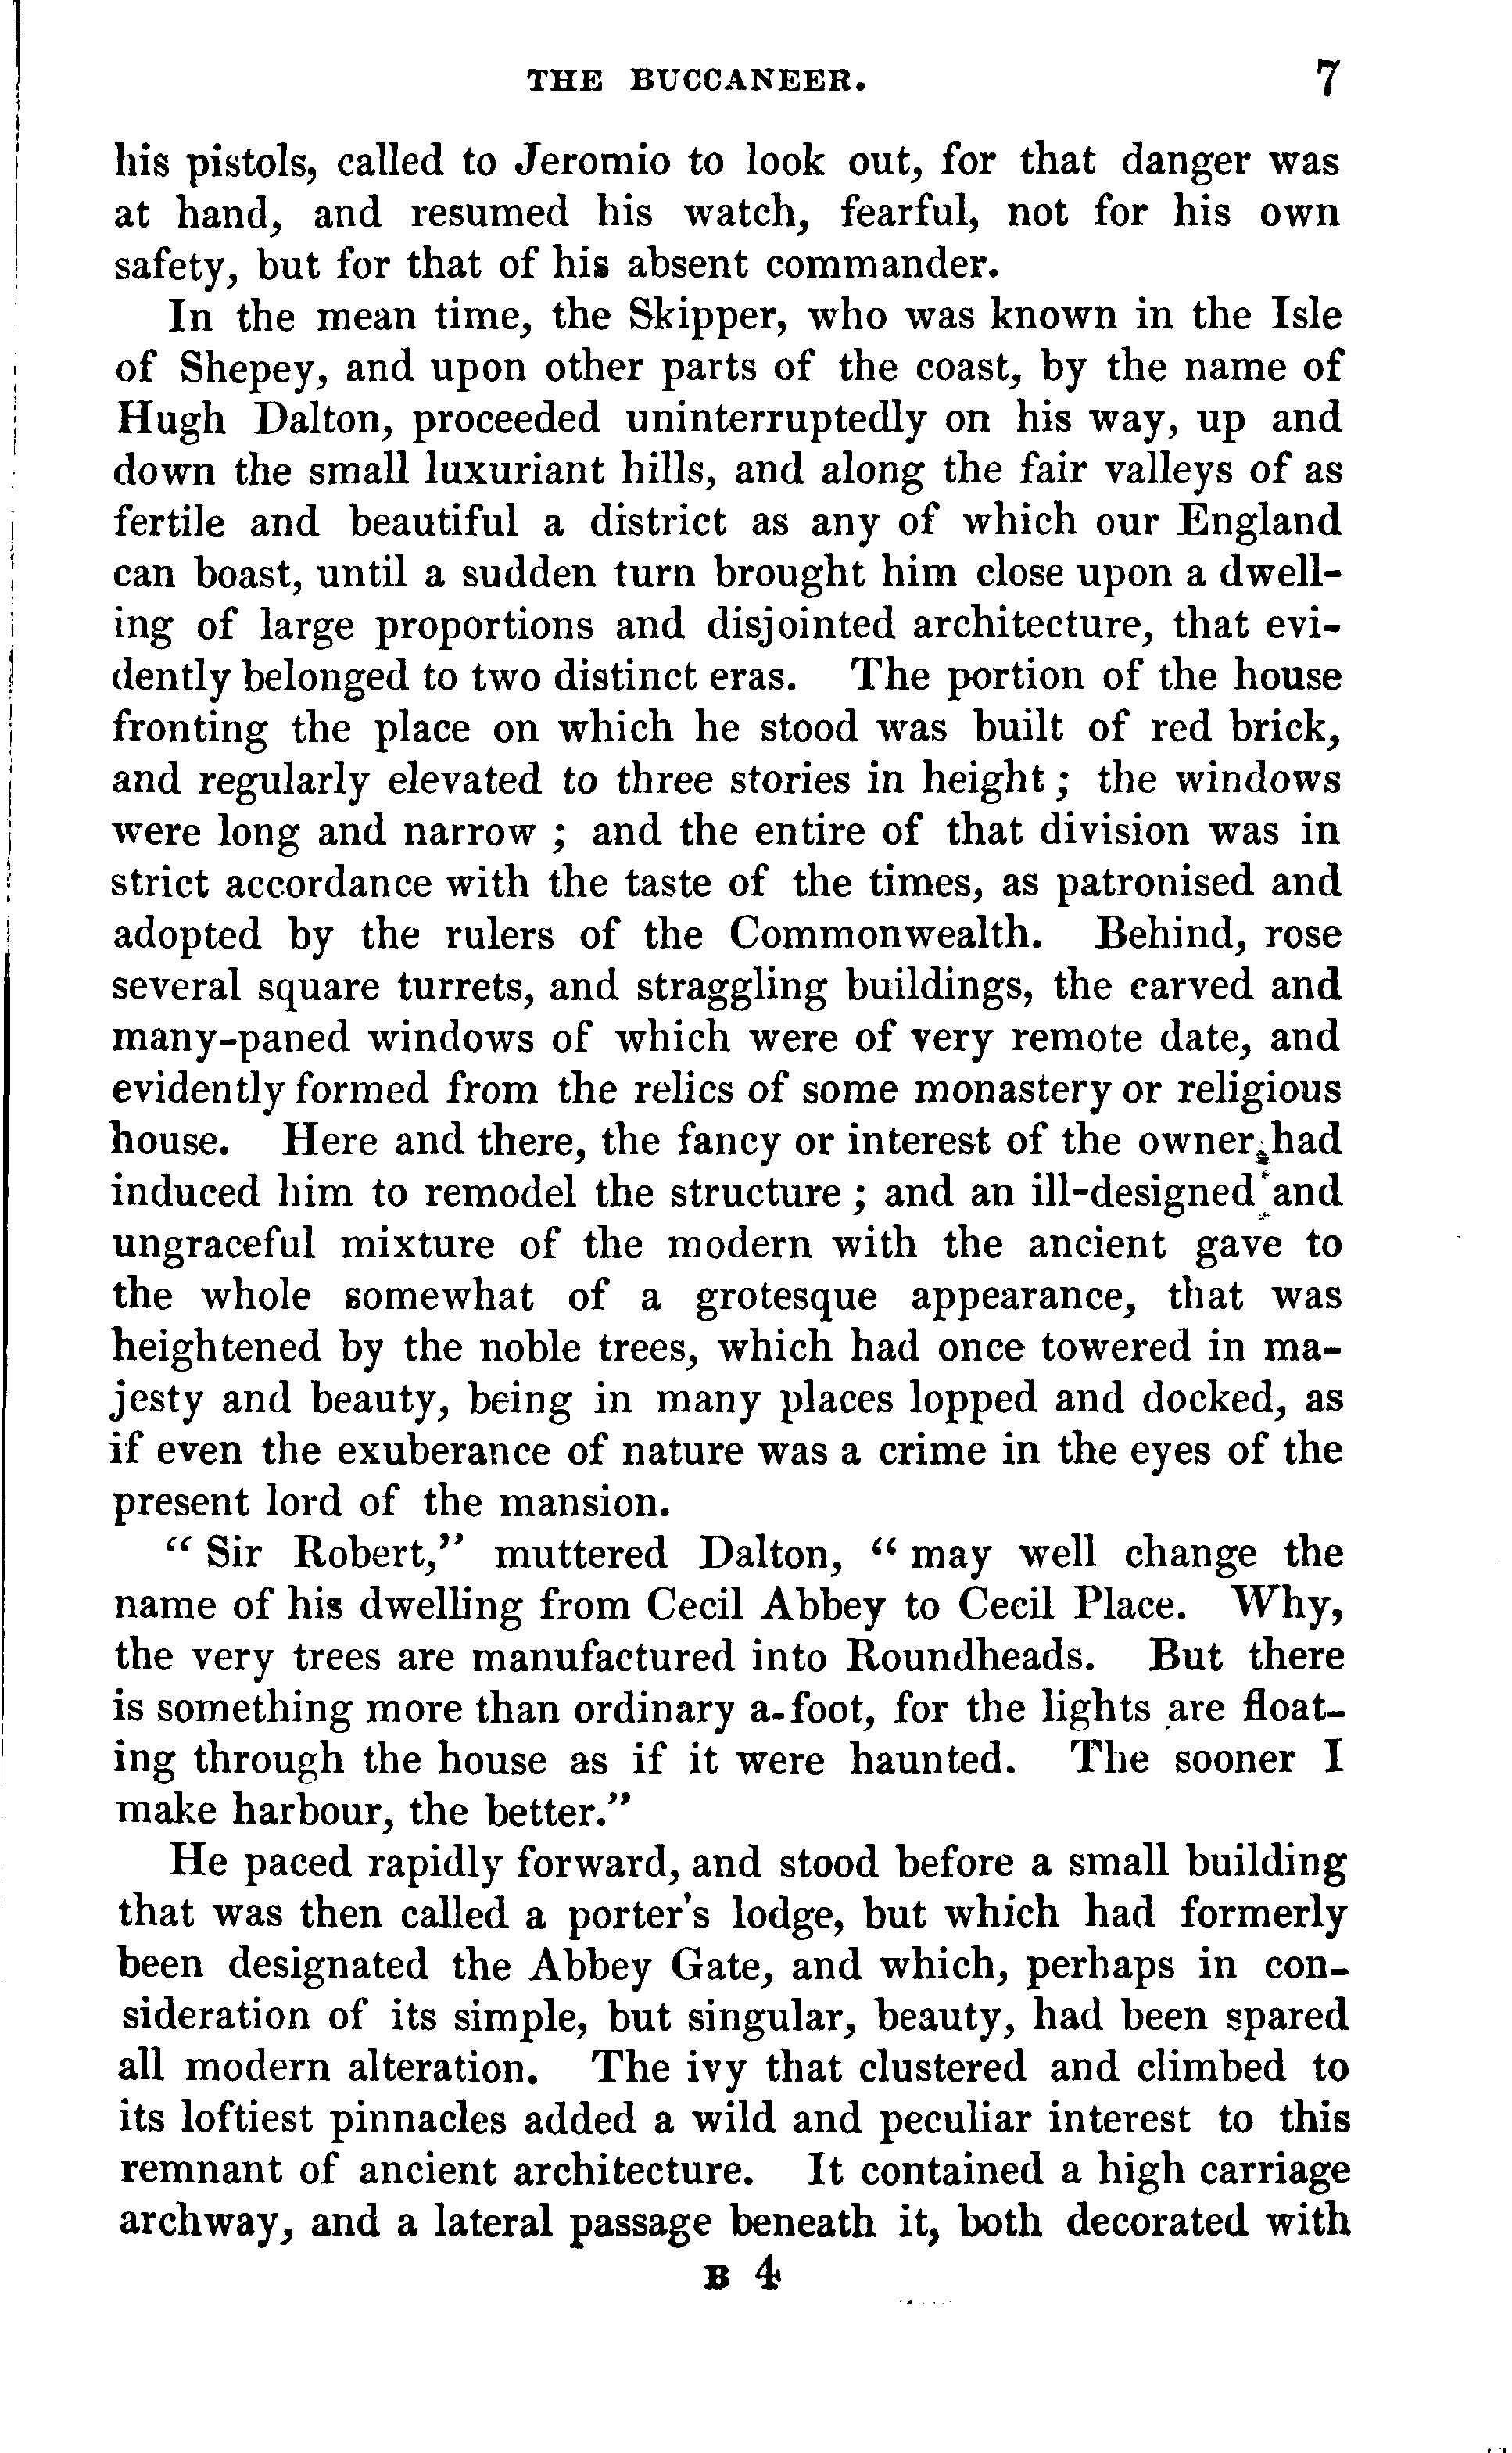 THE BUCCANEER. 7
his pistols, called to Jeromio to look out, for that danger was
at hand, and resumed his watch, fearful, not for his own
safety, but for that of his absent commander.
In the mean time, the Skipper, who was known in the Isle
of Shepey, and upon other parts of the coast, by the name of
Hugh Dalton, proceeded uninterruptedly on his way, up and
down the small luxuriant hills, and along the fair valleys of as
fertile and beautiful a district as any of which our England
can boast, until a sudden turn brought him close upon a dwell-
ing of large proportions and disjointed architecture, that evi-
dently belonged to two distinct eras. The portion of the house
fronting the place on which he stood was built of red brick,
and regularly elevated to three stories in height; the windows
were long and narrow ; and the entire of that division was in
strict accordance with the taste of the times, as patronised and
adopted by the rulers of the Commonwealth. Behind, rose
several square turrets, and straggling buildings, the carved and
many-paned windows of which were of very remote date, and
evidently formed from the relics of some monastery or religious
house. Here and there, the fancy or interest of the owner had
induced him to remodel the structure; and an ill-designed and
ungraceful mixture of the modern with the ancient gave to
the whole somewhat of a grotesque appearance, that was
heightened by the noble trees, which had once towered in ma-
jesty and beauty, being in many places lopped and docked, as
if even the exuberance of nature was a crime in the eyes of the
present lord of the mansion.
“ Sir Robert,” muttered Dalton, “ may well change the
name of his dwelling from Cecil Abbey to Cecil Place. Why,
the very trees are manufactured into Roundheads. But there
is something more than ordinary a-foot, for the lights are float-
ing through the house as if it were haunted. The sooner I
make harbour, the better.”
He paced rapidly forward, and stood before a small building
that was then called a porter's lodge, but which had formerly
been designated the Abbey Gate, and which, perhaps in con-
sideration of its simple, but singular, beauty, had been spared
all modern alteration. The ivy that clustered and climbed to
its loftiest pinnacles added a wild and peculiar interest to this
remnant of ancient architecture. It contained a high carriage
archway, and a lateral passage beneath it, both decorated with
B 4